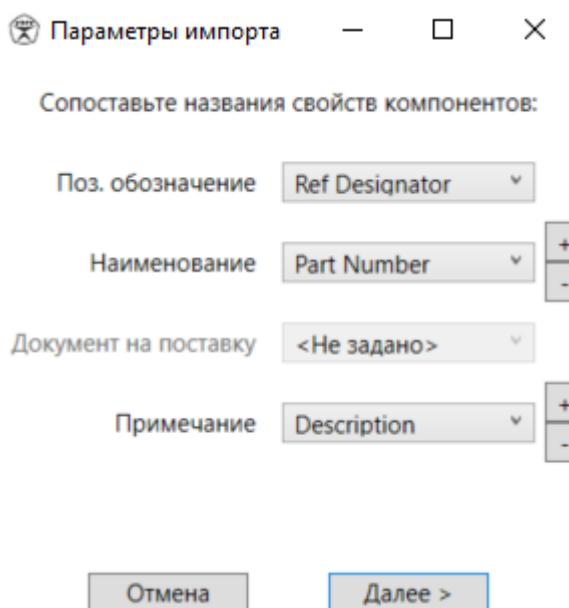 Параметры импорта
Сопоставьте названия свойств компонентов:
Поз. обозначение Ref Designator
Наименование Part Number +
-
Документ на поставку <Не задано>
Примечание Description +
-
Отмена Далее >